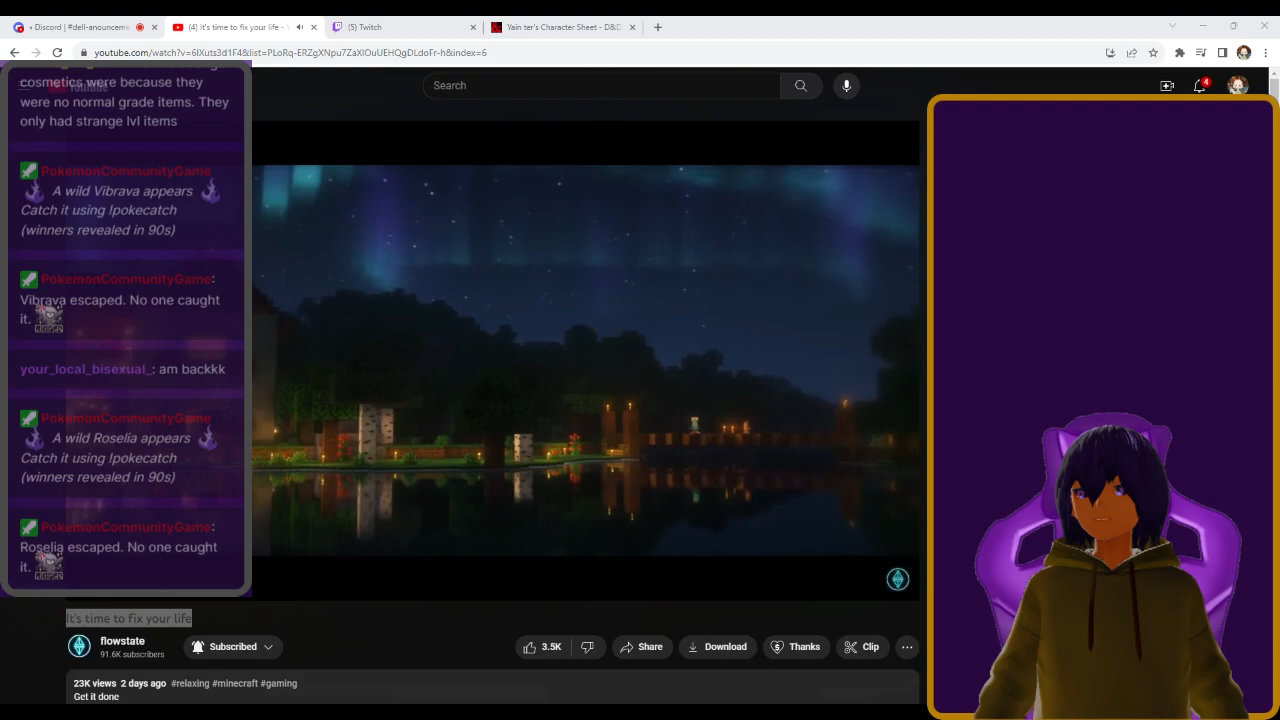 • Discord | #dell-anounceme
(4) It's time to fix your life -
(5) Twitch
Yain ter's Character Sheet - D&D
youtube.com/watch?v=6lXuts3d1F4&list=PLoRq-ERZgXNpu7ZaXlOuUEHQgDLdoFr-h&index=6
Search
4
cosmetics were because they
were no normal grade items. They
only had strange lvl items
PokemonCommunityGame
A wild Vibrava appears
Catch it using !pokecatch
(winners revealed in 90s)
PokemonCommunityGame:
Vibrava escaped. No one caught
it.
your_local_bisexual_: am backkk
PokemonCommunityGame
A wild Roselia appears
Catch it using !pokecatch
(winners revealed in 90s)
PokemonCommunityGame:
Roselia escaped. No one caught
it.
It's time to fix your life
flowstate
91.6K subscribers
Subscribed
3.5K
Share
Download
Thanks
Clip
23K views 2 days ago #relaxing #minecraft #gaming
Get it done